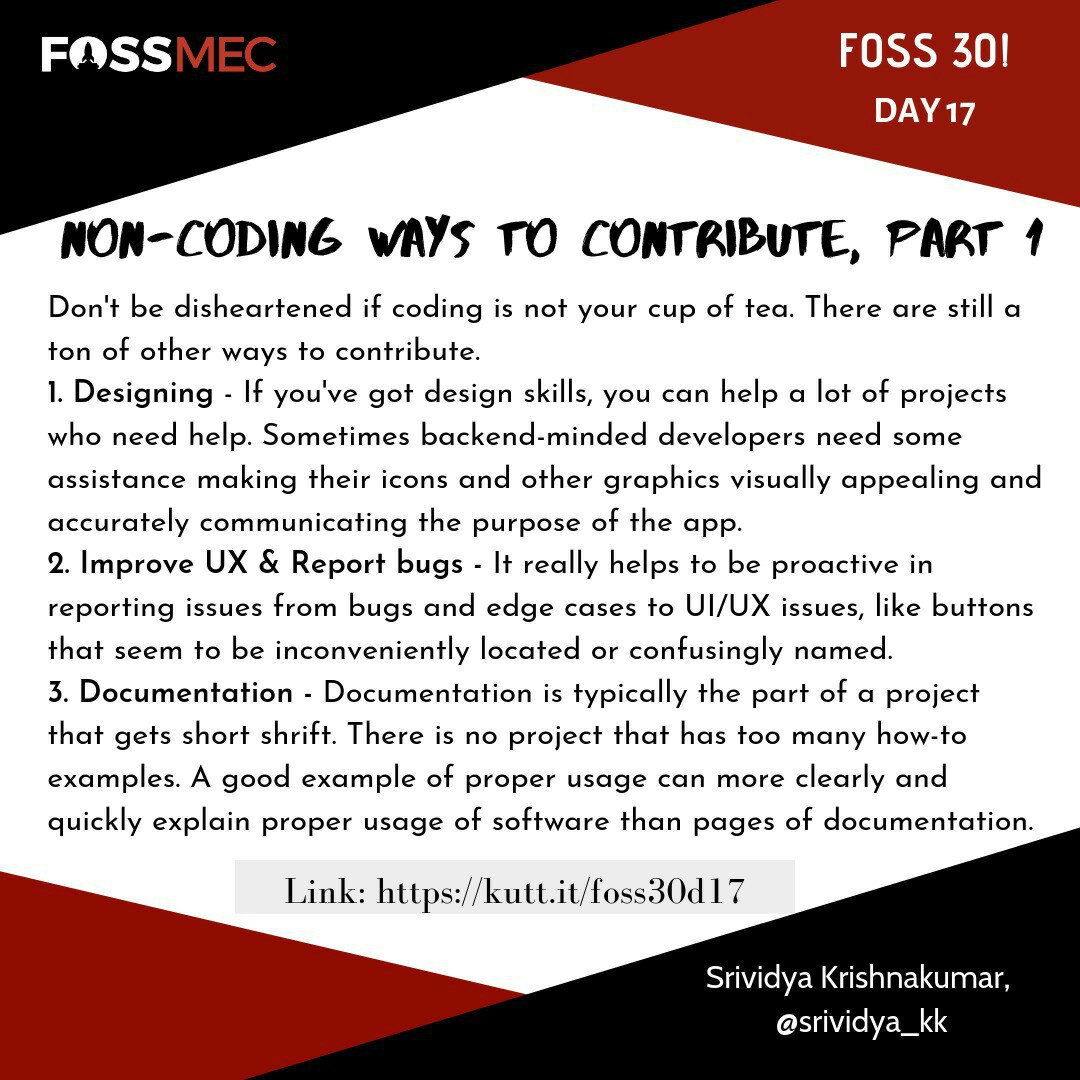 FOSSMEC
FOSS 30!
DAY 17
NON-CODING WAYS TO CONTRIBUTE, PART 1
Don't be disheartened if coding is not your cup of tea. There are still a
ton of other ways to contribute.
1. Designing - If you've got design skills, you can help a lot of projects
who need help. Sometimes backend-minded developers need some
assistance making their icons and other graphics visually appealing and
accurately communicating the purpose of the app.
2. Improve UX & Report bugs - It really helps to be proactive in
reporting issues from bugs and edge cases to UI/UX issues, like buttons
that seem to be inconveniently located or confusingly named.
3. Documentation - Documentation is typically the part of a project
that gets short shrift. There is no project that has too many how-to
examples. A good example of proper usage can more clearly and
quickly explain proper usage of software than pages of documentation.
Link: https://kutt.it/foss30d17
Srividya Krishnakumar,
@srividya_kk